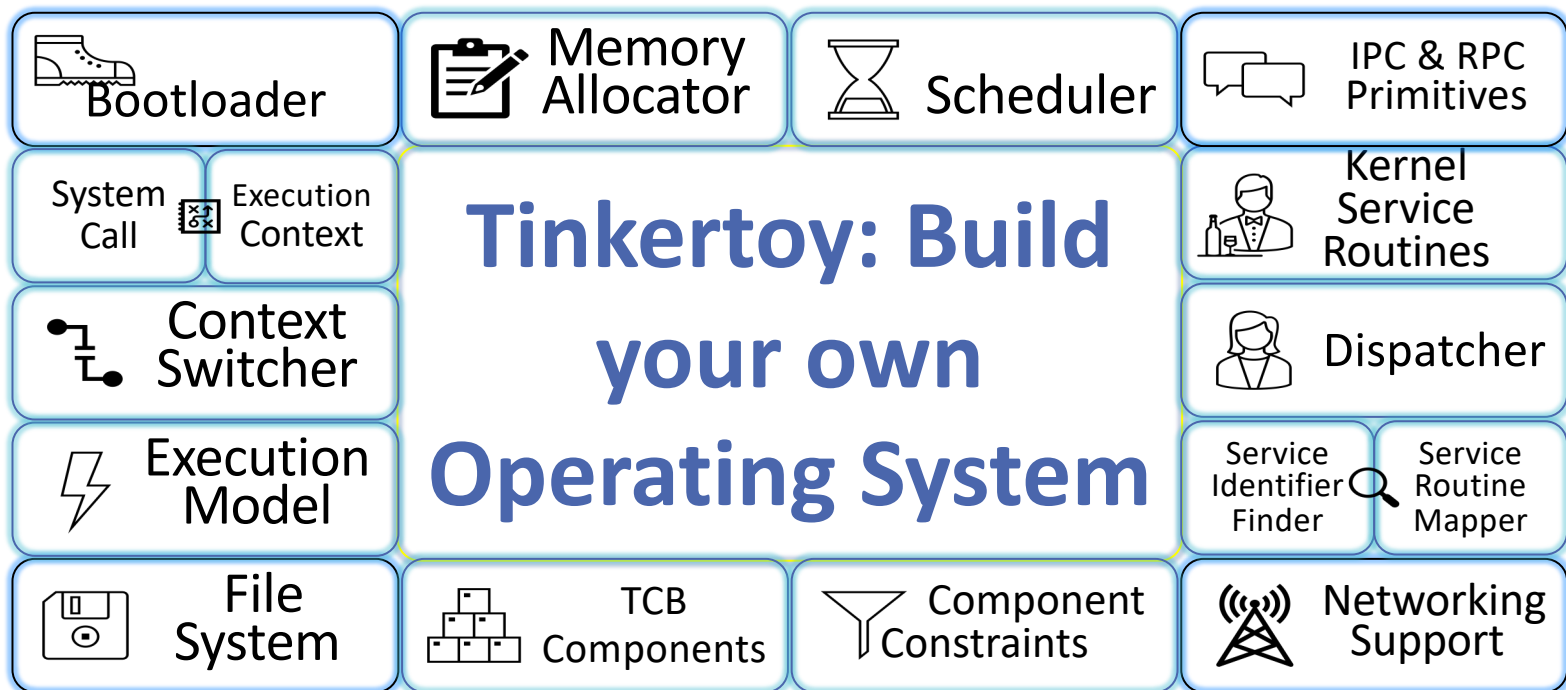 Bootloader
Memory
Allocator
Scheduler
IPC & RPC
Primitives
System
Call
Execution
Context
Tinkertoy: Build
your own
Operating System
Kernel
Service
Routines
Context
Switcher
Dispatcher
Execution
Model
Service
Identifier
Finder
Service
Routine
Mapper
File
System
TCB
Components
Component
Constraints
Networking
Support